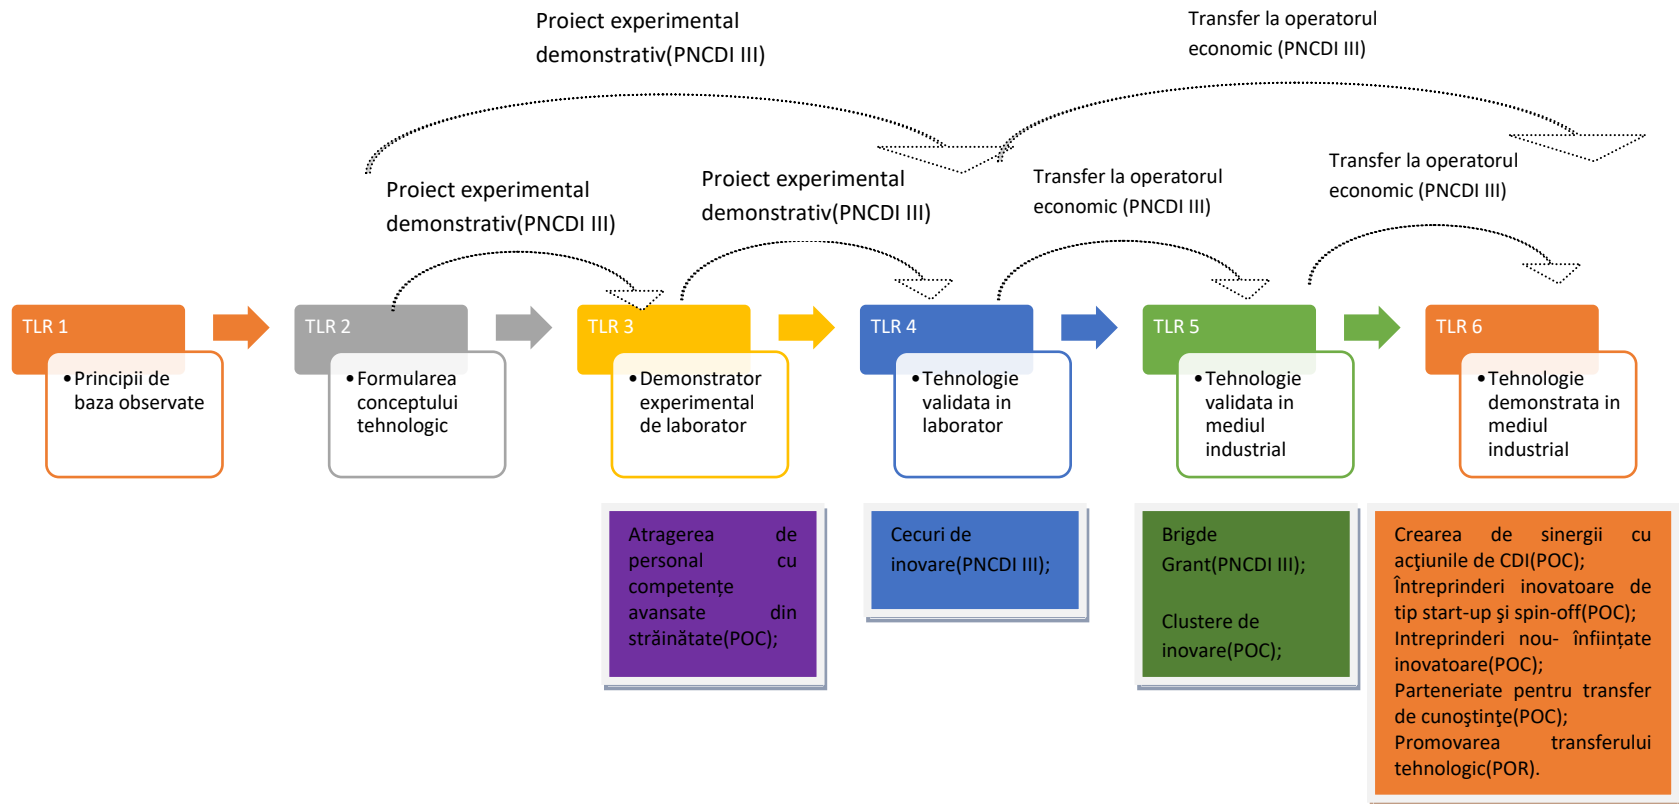 Proiect experimental
demonstrativ(PNCDI III)
Transfer la operatorul
economic (PNCDI III)
Proiect experimental
demonstrativ(PNCDI III)
Proiect experimental
demonstrativ(PNCDI III)
Transfer la operatorul
economic (PNCDI III)
Transfer la operatorul
economic (PNCDI III)
TLR 1
•Principii de
baza observate
TLR 2
•Formularea
conceptului
tehnologic
TLR 3
•Demonstrator
experimental
de laborator
TLR 4
•Tehnologie
validata in
laborator
TLR 5
•Tehnologie
validata in
mediul
industrial
TLR 6
•Tehnologie
demonstrata in
mediul
industrial
Atragerea de
personal cu
competențe
avansate din
străinătate(POC);
Cecuri de
inovare(PNCDI III);
Brigde
Grant(PNCDI III);
Clustere de
inovare(POC);
Crearea de sinergii cu
acţiunile de CDI(POC);
Întreprinderi inovatoare de
tip start-up şi spin-off(POC);
Intreprinderi nou- înființate
inovatoare(POC);
Parteneriate pentru transfer
de cunoştinţe(POC);
Promovarea transferului
tehnologic(POR).